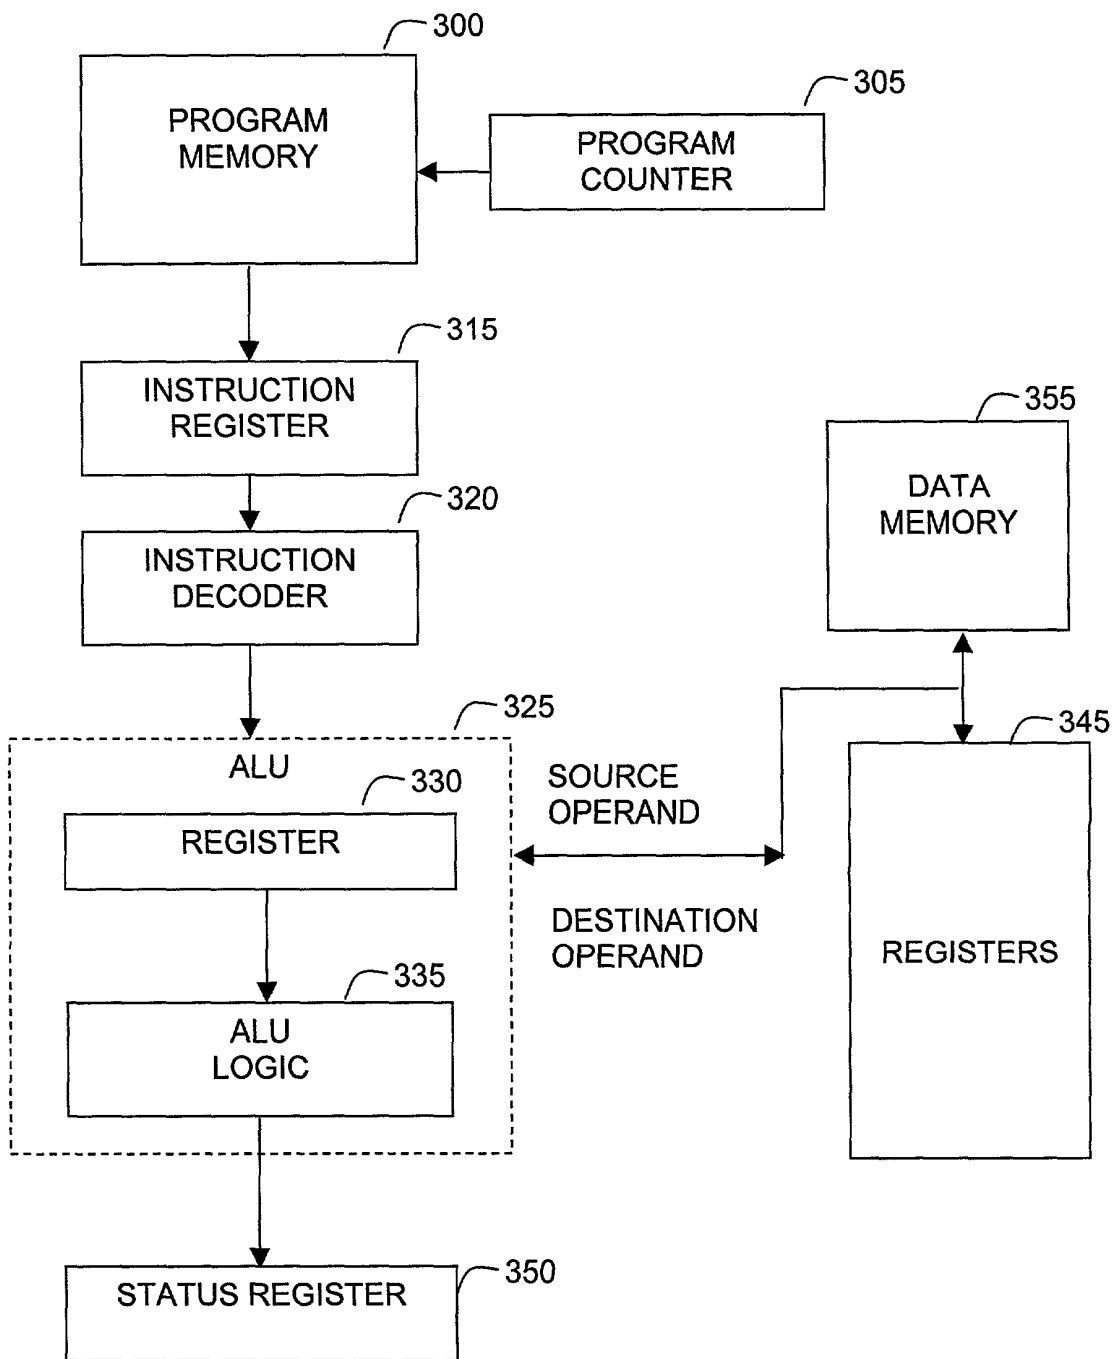 300
305
PROGRAM
MEMORY
PROGRAM
COUNTER
315
INSTRUCTION
REGISTER
355
320
DATA
MEMORY
INSTRUCTION
DECODER
325
345
ALU
330
SOURCE
OPERAND
REGISTER
DESTINATION
OPERAND
REGISTERS
335
ALU
LOGIC
350
STATUS REGISTER